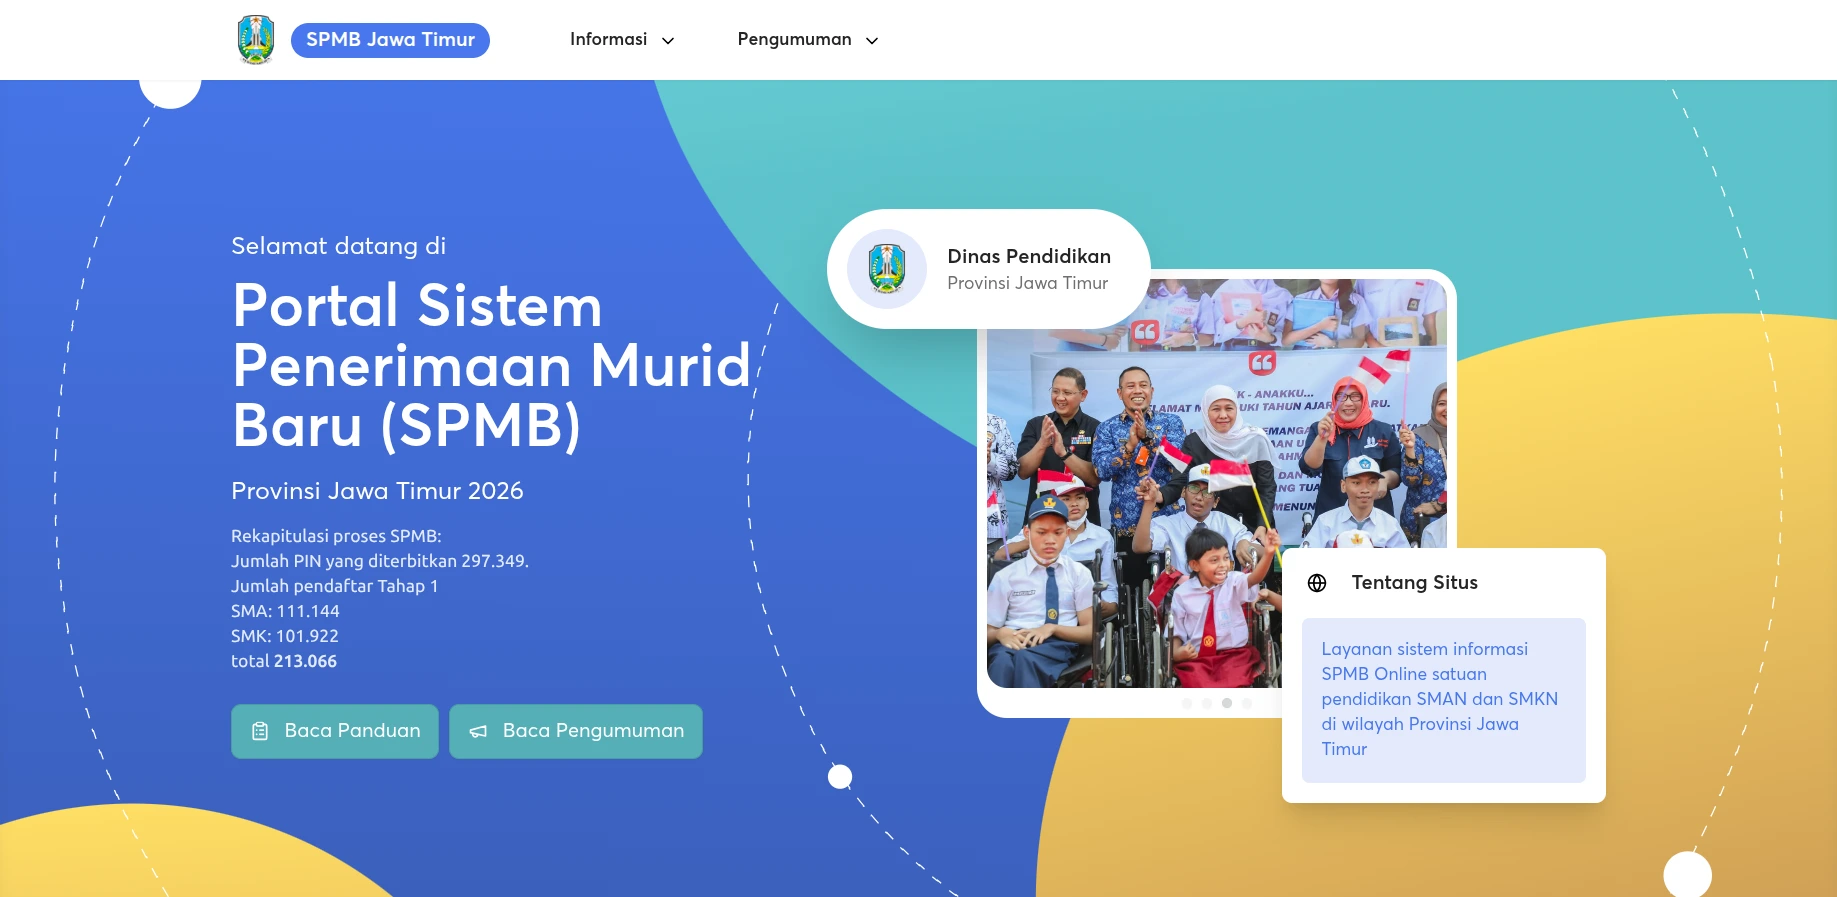 SPMB Jawa Timur
Informasi
Pengumuman
Selamat datang di
Portal Sistem
Penerimaan Murid
Baru (SPMB)
Provinsi Jawa Timur 2026
Rekapitulasi proses SPMB:
Jumlah PIN yang diterbitkan 297.349.
Jumlah pendaftar Tahap 1
SMA: 111.144
SMK: 101.922
total 213.066
Baca Panduan
Baca Pengumuman
Dinas Pendidikan
Provinsi Jawa Timur
K - ANAKKU...
TAHUN
Tentang Situs
Layanan sistem informasi
SPMB Online satuan
pendidikan SMAN dan SMKN
di wilayah Provinsi Jawa
Timur